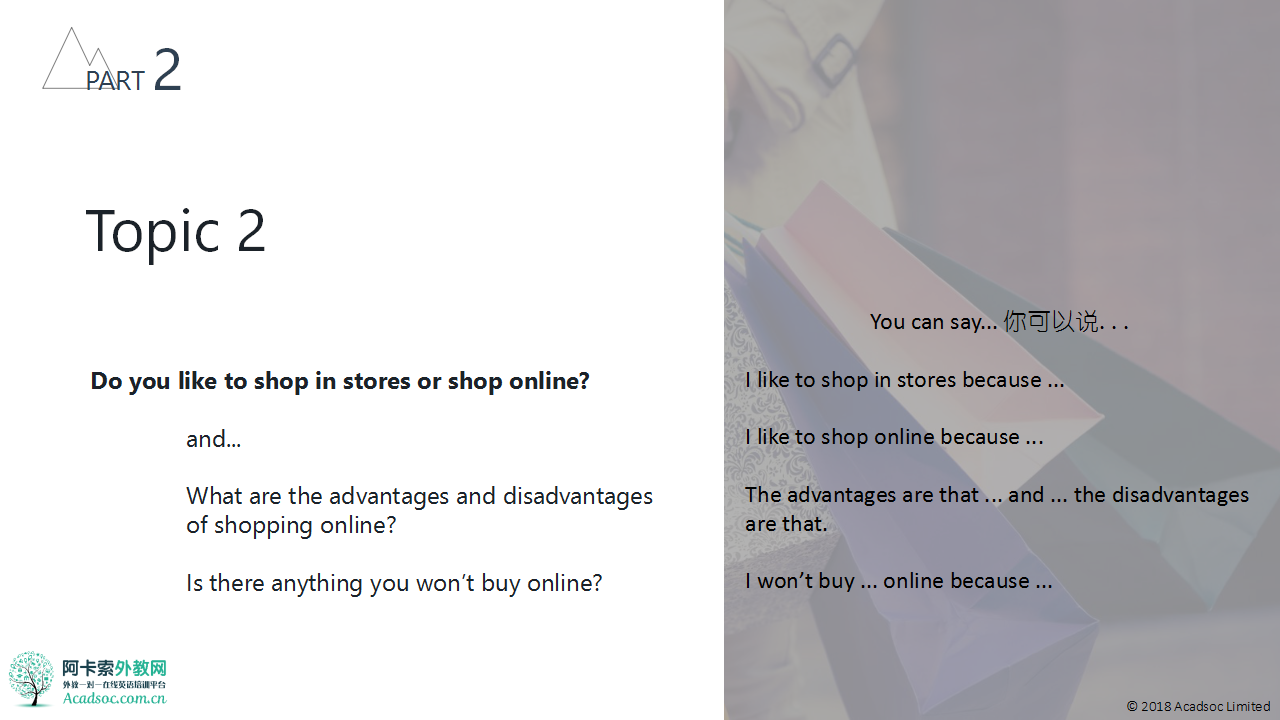 PART 2
Topic 2
Do you like to shop in stores or shop online?
and...
What are the advantages and disadvantages
of shopping online?
Is there anything you won’t buy online?
You can say... 你可以说. . .
I like to shop in stores because ...
I like to shop online because ...
The advantages are that ... and ... the disadvantages
are that.
I won’t buy ... online because ...
阿卡索外教网
外教一对一在线英语培训平台
Acadsoc.com.cn
© 2018 Acadsoc Limited